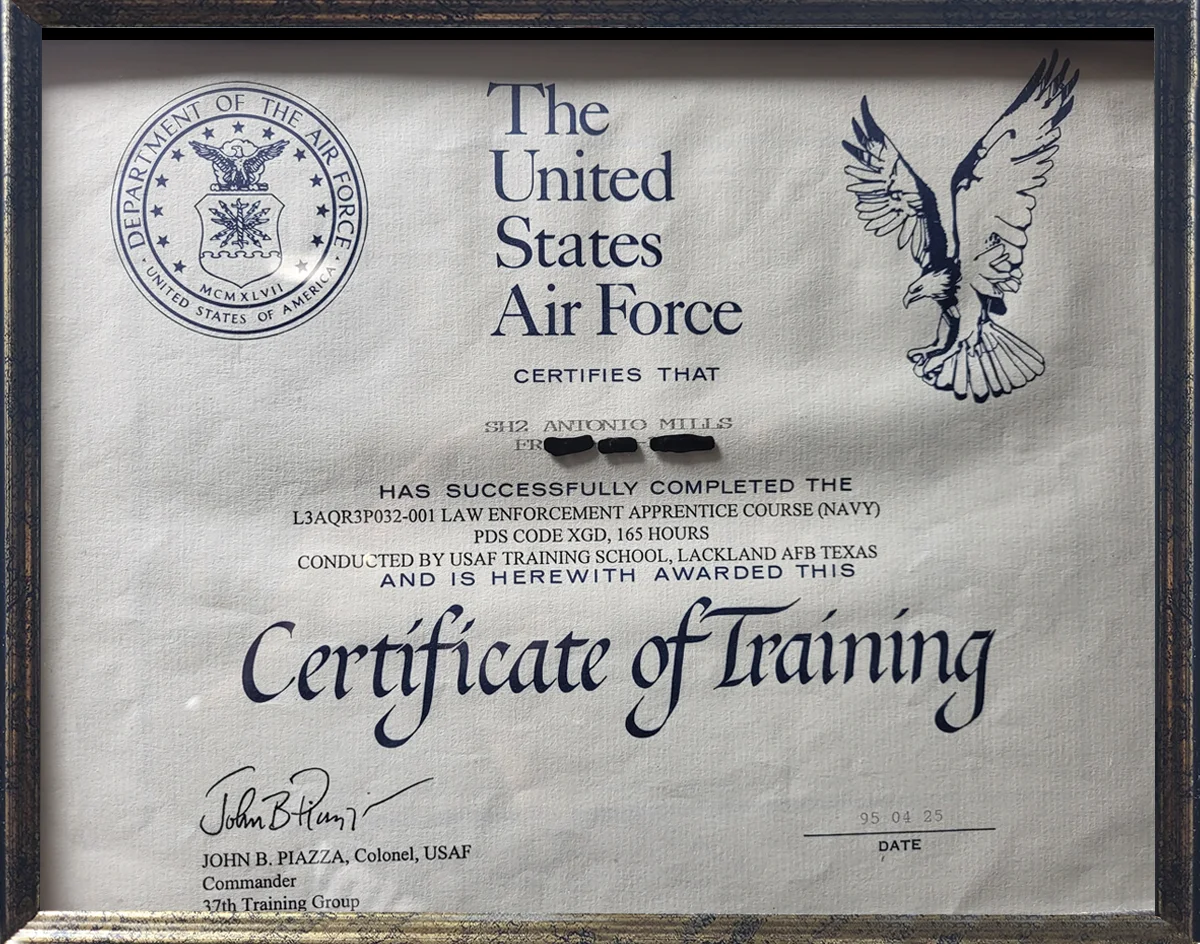 DEPARTMENT OF THE AIR FORCE
MCMXLVII
UNITED STATES OF AMERICA
The
United
States
Air Force
CERTIFIES THAT
SH2 ANTONIO MILLS
FR
HAS SUCCESSFULLY COMPLETED THE
L3AQR3P032-001 LAW ENFORCEMENT APPRENTICE COURSE (NAVY)
PDS CODE XGD, 165 HOURS
CONDUCTED BY USAF TRAINING SCHOOL, LACKLAND AFB TEXAS
AND IS HEREWITH AWARDED THIS
Certificate of Training
John B Piazza
JOHN B. PIAZZA, Colonel, USAF
Commander
37th Training Group
95 04 25
DATE